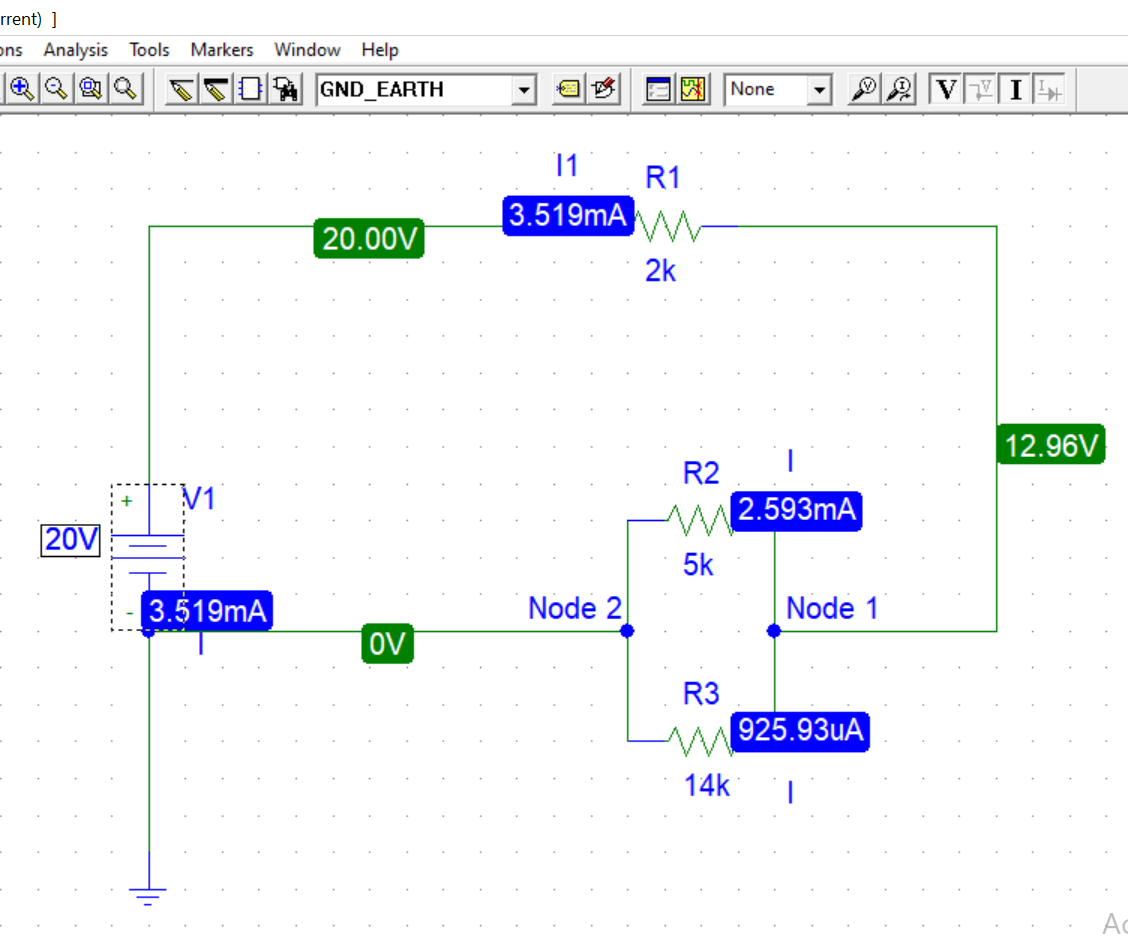 rrent) ]
ons Analysis Tools Markers Window Help
GND_EARTH None V V I I
I1
R1
3.519mA
20.00V
2k
12.96V
R2
I
+
V1
2.593mA
20V
5k
-
3.519mA
Node 2
Node 1
0V
I
R3
925.93uA
14k
I
Ac